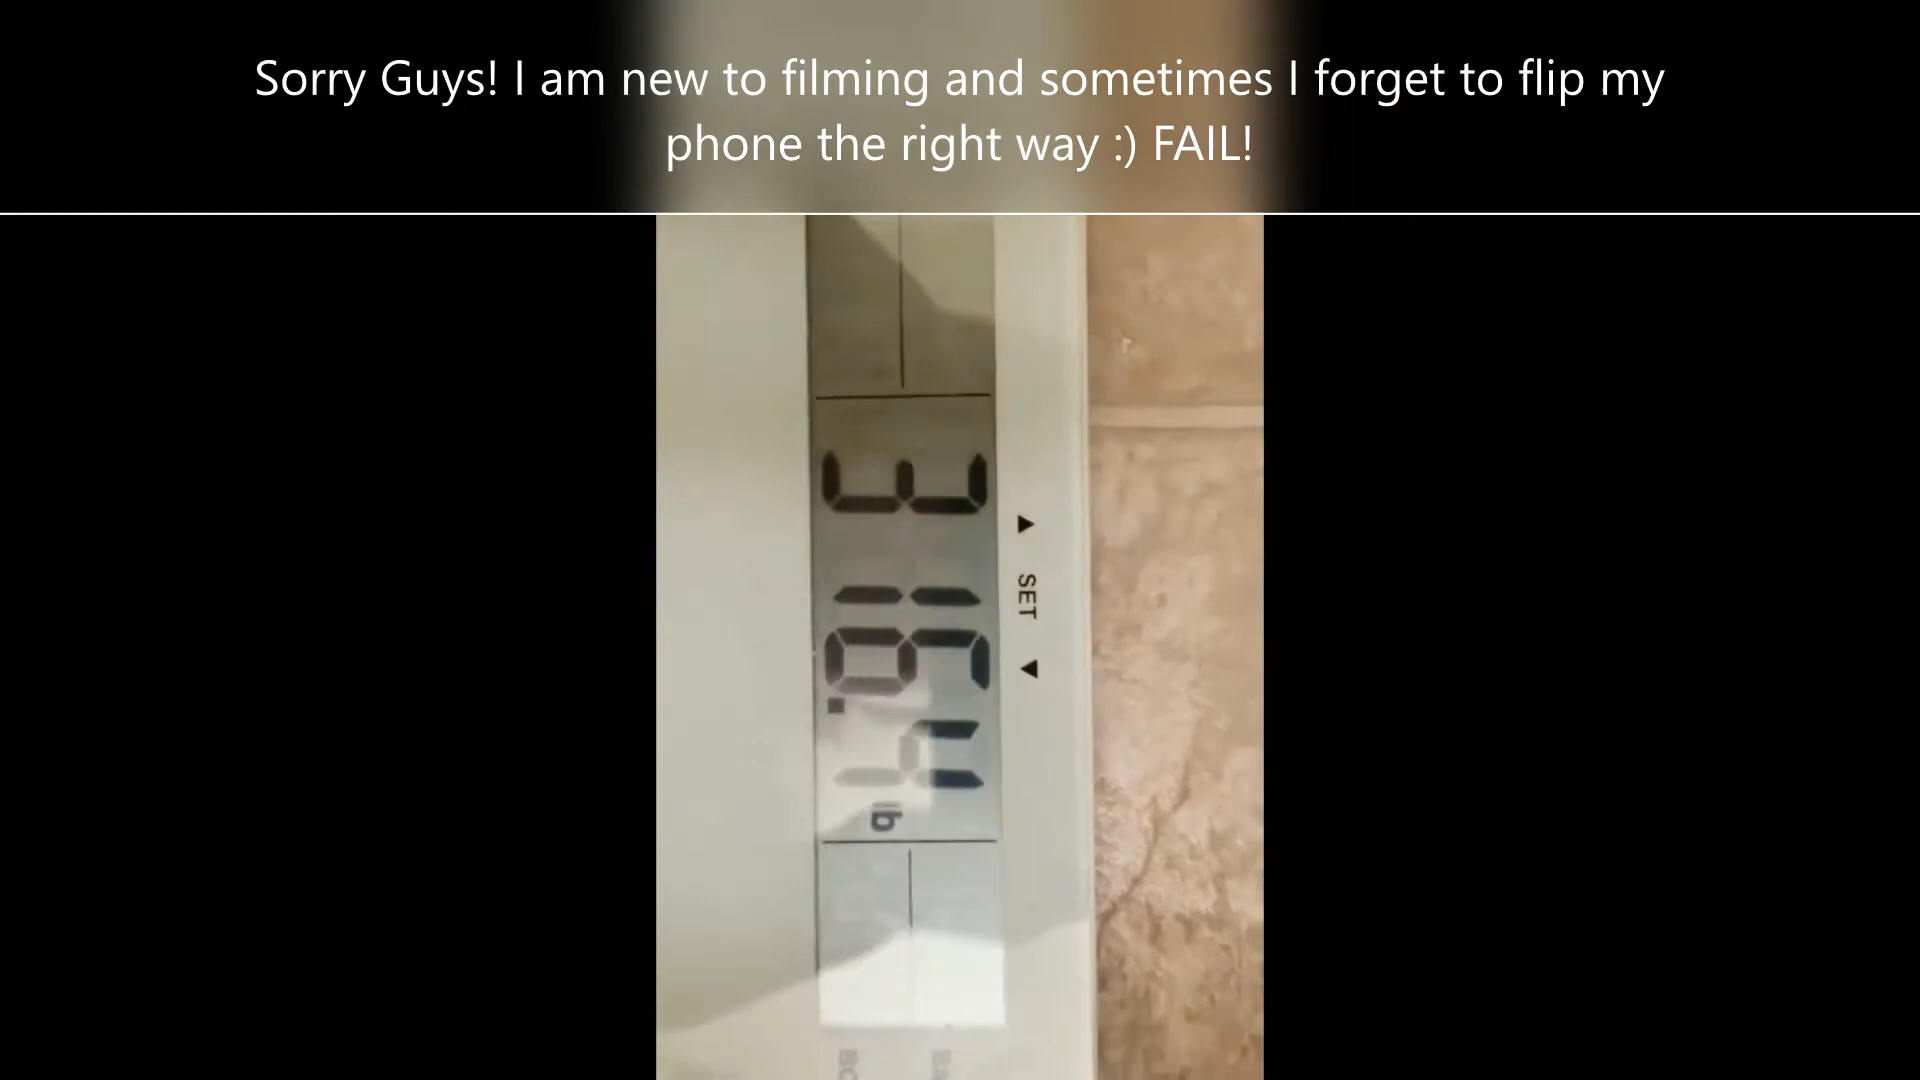 Sorry Guys! I am new to filming and sometimes I forget to flip my
phone the right way :) FAIL!
▲ SET ▼
316.4 lb